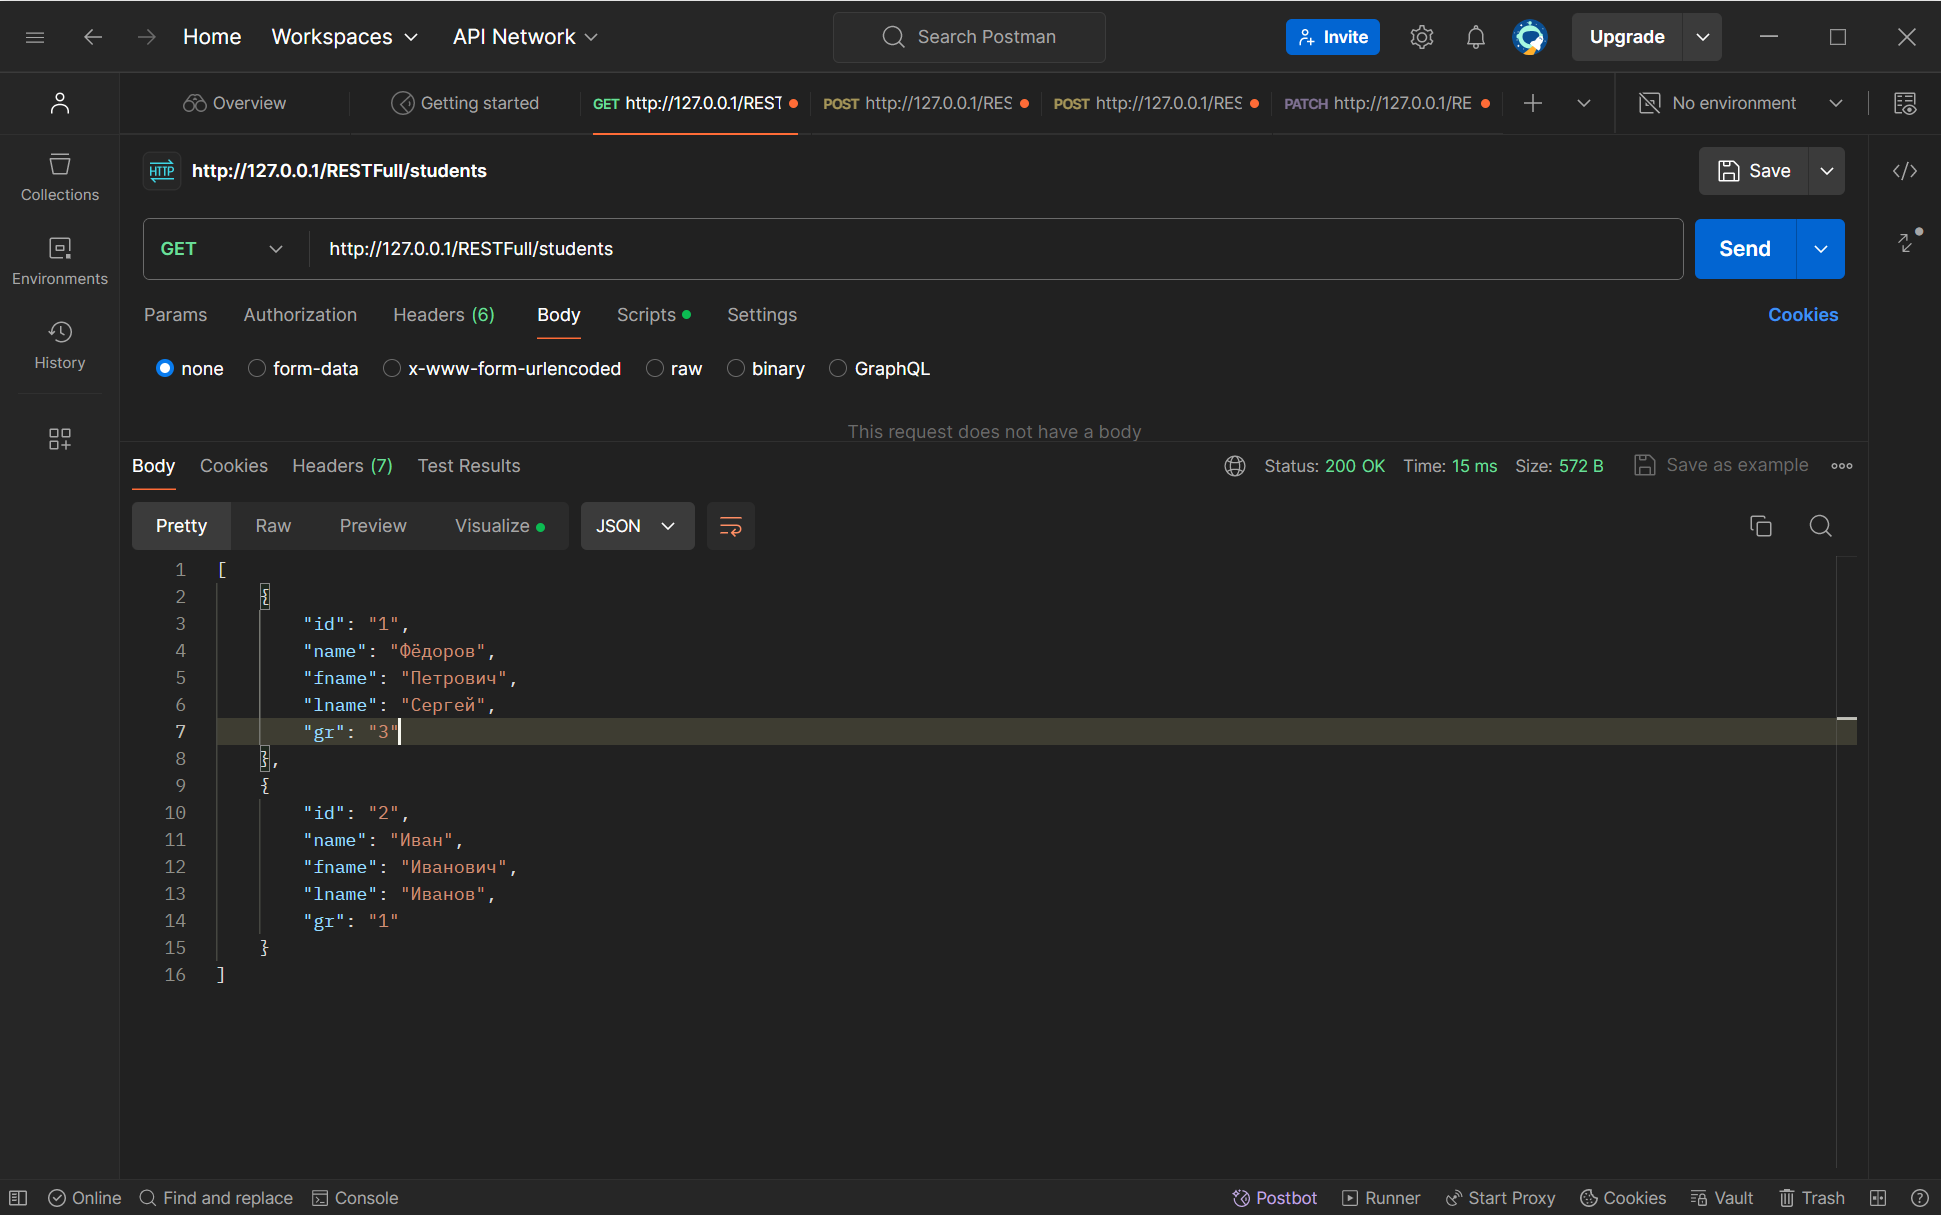 Home Workspaces API Network Search Postman Invite Upgrade
Overview Getting started GET http://127.0.0.1/REST POST http://127.0.0.1/RES POST http://127.0.0.1/RES PATCH http://127.0.0.1/RE No environment
HTTP http://127.0.0.1/RESTFull/students Save
Collections
GET http://127.0.0.1/RESTFull/students Send
Environments
Params Authorization Headers (6) Body Scripts Settings Cookies
History
none form-data x-www-form-urlencoded raw binary GraphQL
This request does not have a body
Body Cookies Headers (7) Test Results Status: 200 OK Time: 15 ms Size: 572 B Save as example
Pretty Raw Preview Visualize JSON
1 [
2 {
3 "id": "1",
4 "name": "Фёдоров",
5 "fname": "Петрович",
6 "lname": "Сергей",
7 "gr": "3"
8 },
9 {
10 "id": "2",
11 "name": "Иван",
12 "fname": "Иванович",
13 "lname": "Иванов",
14 "gr": "1"
15 }
16 ]
Online Find and replace Console Postbot Runner Start Proxy Cookies Vault Trash